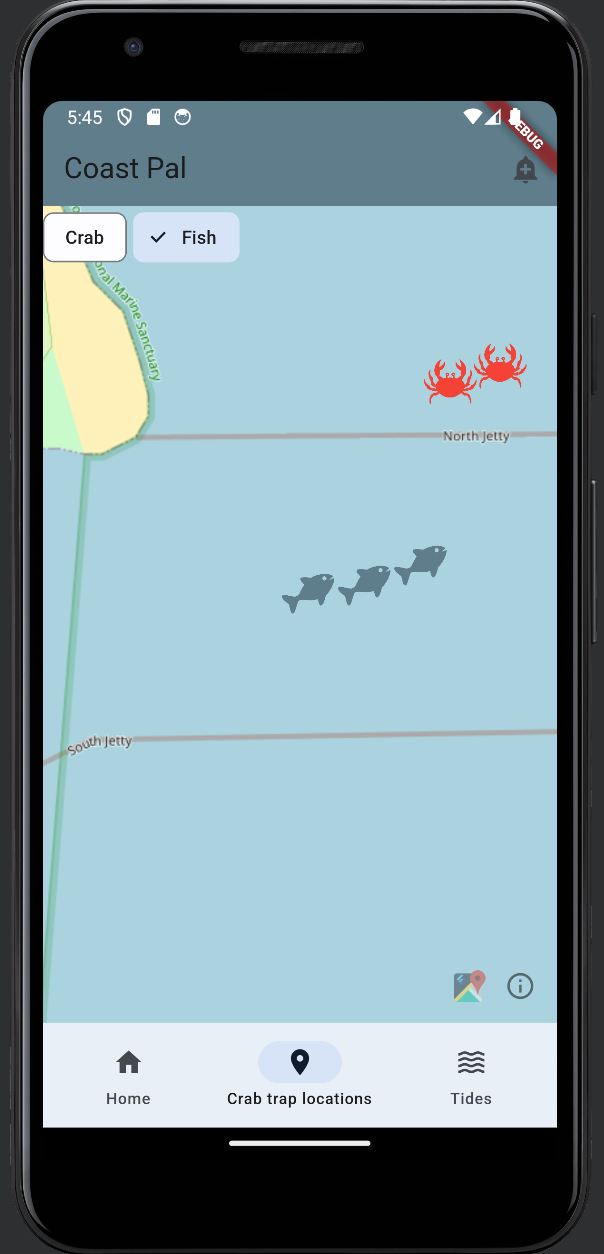 5:45
DEBUG
Coast Pal
Crab
Fish
onal Marine Sanctuary
North Jetty
South Jetty
Home
Crab trap locations
Tides